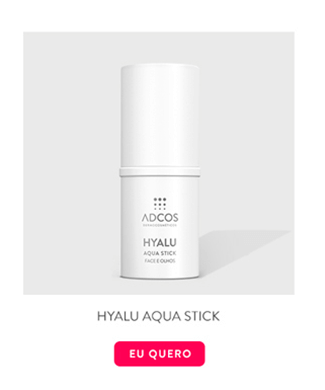 ADCOS
HYALU
AQUA STICK
FACE E OLHOS
HYALU AQUA STICK
EU QUERO